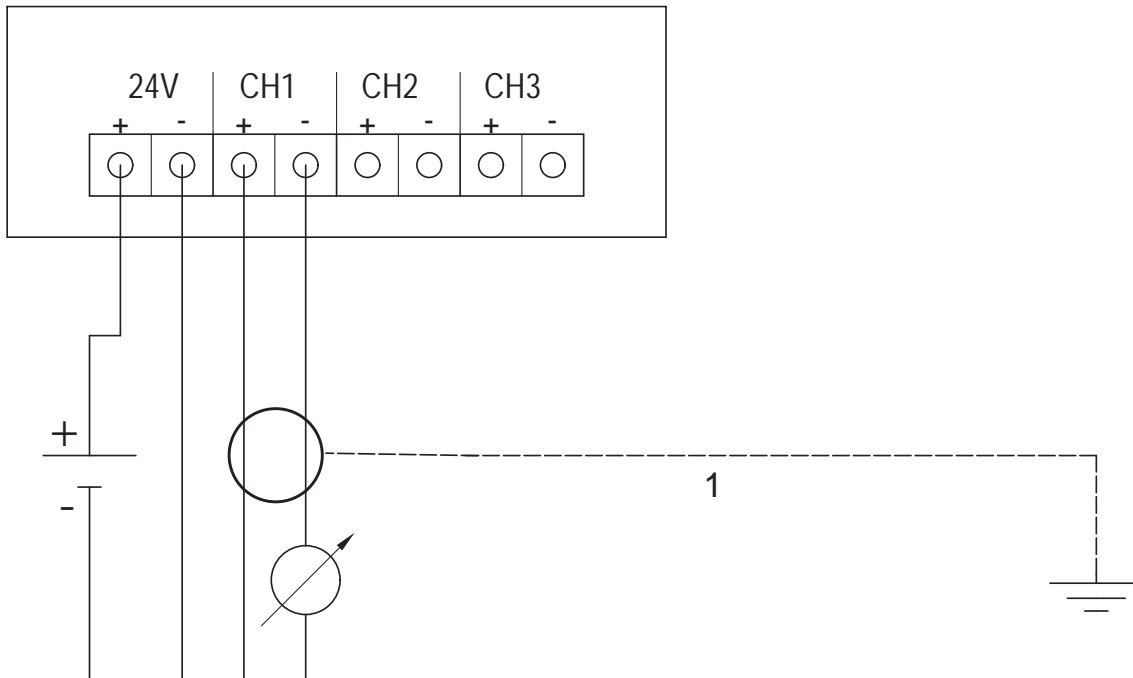 24V CH1 CH2 CH3
+ - + - + - + -
+
-
1